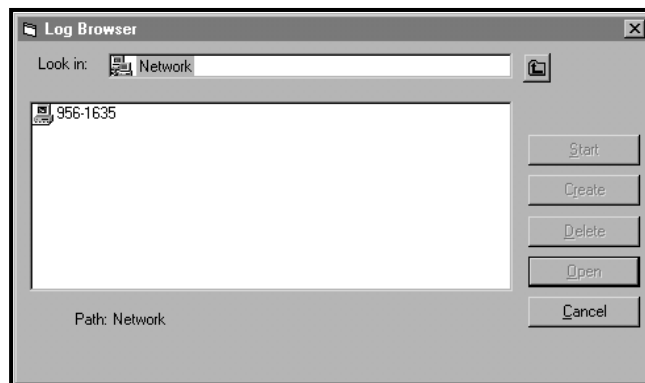 Log Browser
Look in: Network
956-1635
Start
Create
Delete
Open
Cancel
Path: Network